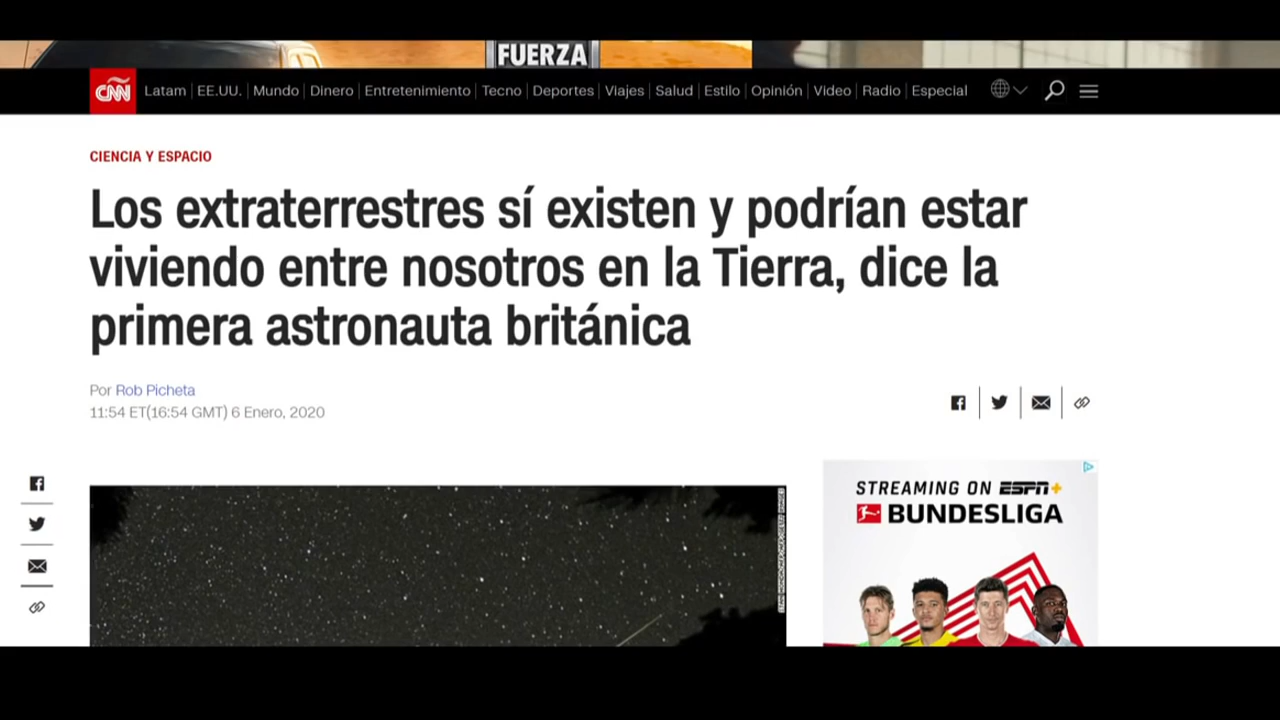 FUERZA
CNN
Latam EE.UU. Mundo Dinero Entretenimiento Tecno Deportes Viajes Salud Estilo Opinión Video Radio Especial
CIENCIA Y ESPACIO
Los extraterrestres sí existen y podrían estar
viviendo entre nosotros en la Tierra, dice la
primera astronauta británica
Por Rob Picheta
11:54 ET(16:54 GMT) 6 Enero, 2020
STREAMING ON ESPN+
BUNDESLIGA